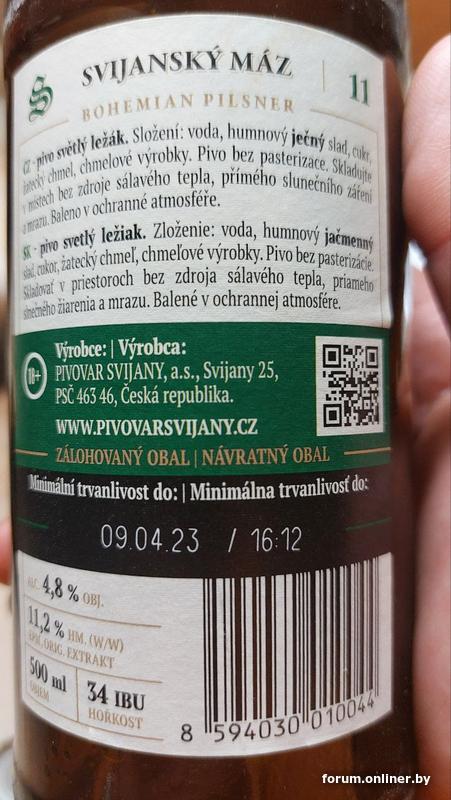 SVIJANSKÝ MÁZ
11
BOHEMIAN PILSNER
CZ - pivo světlý ležák. Složení: voda, humnový ječný slad, cukr,
žatecký chmel, chmelové výrobky. Pivo bez pasterizace. Skladujte
v místech bez zdroje sálavého tepla, přímého slunečního záření
a mrazu. Baleno v ochranné atmosféře.
SK - pivo svetlý ležiak. Zloženie: voda, humnový jačmenný
slad, cukor, žatecký chmeľ, chmeľové výrobky. Pivo bez pasterizácie.
Skladovať v priestoroch bez zdroja sálavého tepla, priameho
slnečného žiarenia a mrazu. Balené v ochrannej atmosfére.
18+
Výrobce: | Výrobca:
PIVOVAR SVIJANY, a.s., Svijany 25,
PSČ 463 46, Česká republika.
WWW.PIVOVARSVIJANY.CZ
ZÁLOHOVANÝ OBAL | NÁVRATNÝ OBAL
Minimální trvanlivost do: | Minimálna trvanlivosť do:
09.04.23 / 16:12
ALC. 4,8 % OBJ.
11,2 % HM. (W/W)
EPM, ORIG. EXTRAKT
500 ml
OBJEM
34 IBU
HOŘKOST
8 594030 010044
forum.onliner.by